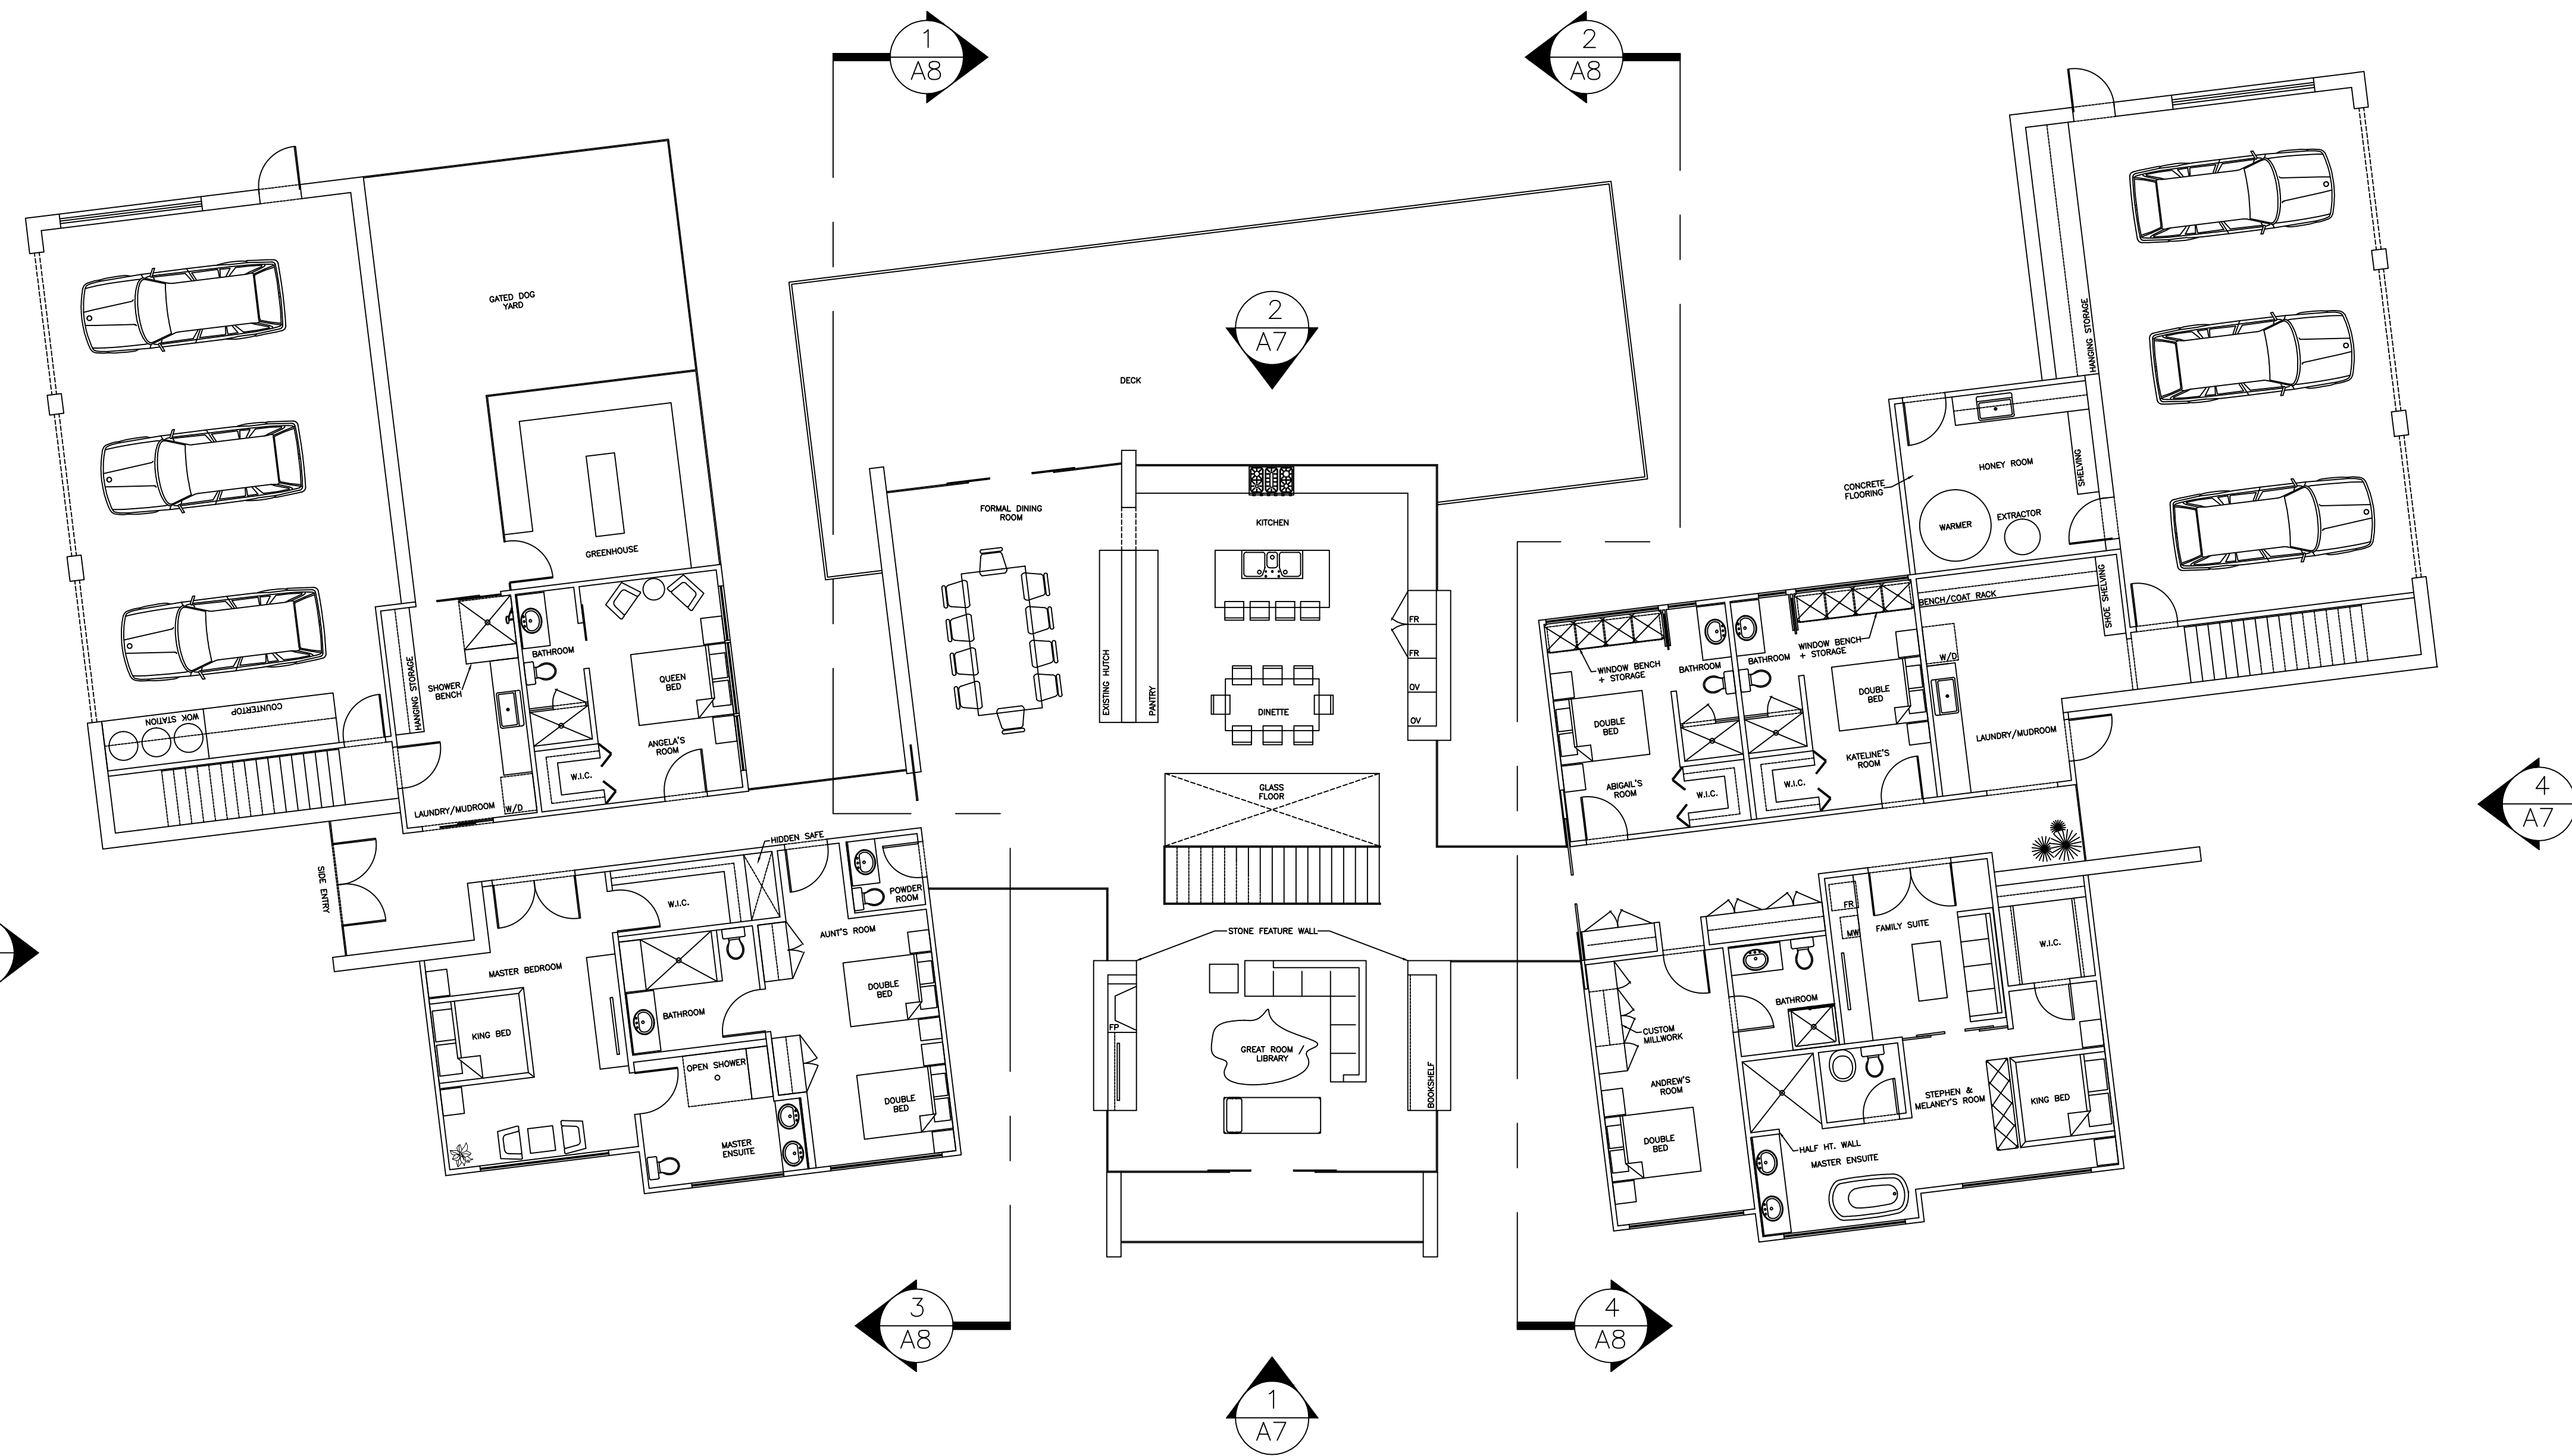 1
A8
2
A8
GATED DOG
YARD
2
A7
DECK
HANGING STORAGE
HONEY ROOM
SHELVING
CONCRETE
FLOORING
WARMER
EXTRACTOR
FORMAL DINING
ROOM
KITCHEN
GREENHOUSE
BENCH/COAT RACK
SHOE SHELVING
FR
FR
OV
OV
EXISTING HUTCH
PANTRY
DINETTE
BATHROOM
SHOWER
BENCH
HANGING STORAGE
QUEEN
BED
ANGELA'S
ROOM
W.I.C.
WOK STATION
COUNTERTOP
LAUNDRY/MUDROOM
W/D
WINDOW BENCH
+ STORAGE
BATHROOM
BATHROOM
WINDOW BENCH
+ STORAGE
W/D
DOUBLE
BED
DOUBLE
BED
ABIGAIL'S
ROOM
W.I.C.
W.I.C.
KATELINE'S
ROOM
LAUNDRY/MUDROOM
4
A7
GLASS
FLOOR
HIDDEN SAFE
SIDE ENTRY
W.I.C.
POWDER
ROOM
AUNT'S ROOM
STONE FEATURE WALL
MASTER BEDROOM
DOUBLE
BED
BATHROOM
KING BED
OPEN SHOWER
DOUBLE
BED
MASTER
ENSUITE
FP
GREAT ROOM
LIBRARY
BOOKSHELF
FR
MW
FAMILY SUITE
W.I.C.
BATHROOM
CUSTOM
MILLWORK
ANDREW'S
ROOM
STEPHEN &
MELANEY'S ROOM
KING BED
DOUBLE
BED
HALF HT. WALL
MASTER ENSUITE
3
A8
4
A8
1
A7